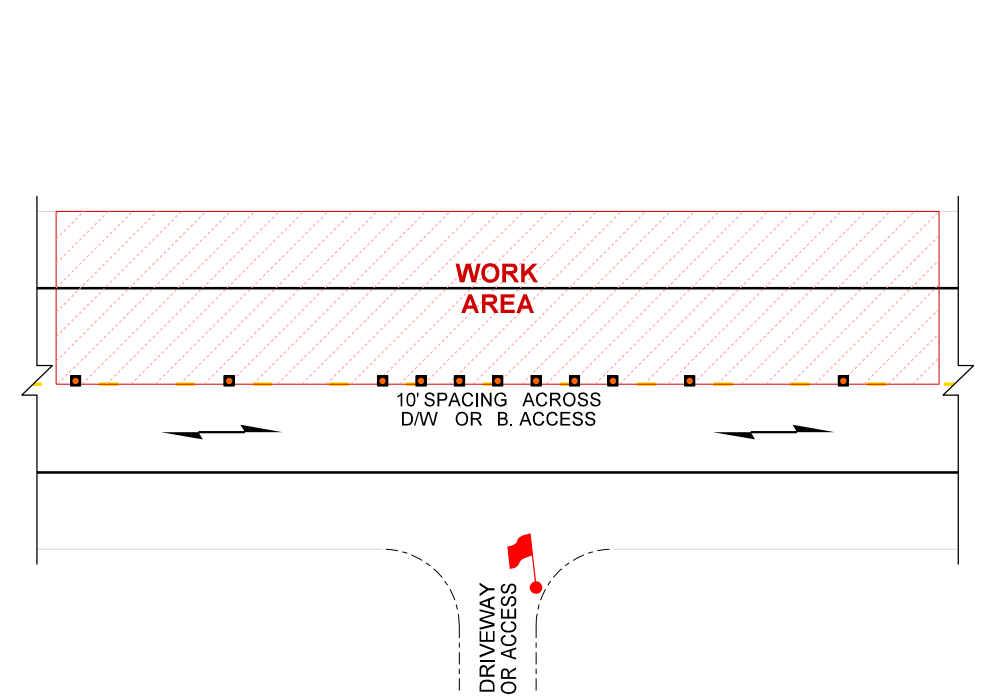 WORK
AREA
10' SPACING ACROSS
D/W OR B. ACCESS
DRIVEWAY
OR ACCESS